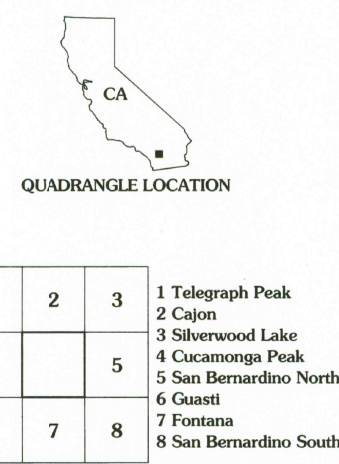 CA
QUADRANGLE LOCATION
2 3
5
7 8
1 Telegraph Peak
2 Cajon
3 Silverwood Lake
4 Cucamonga Peak
5 San Bernardino North
6 Guasti
7 Fontana
8 San Bernardino South